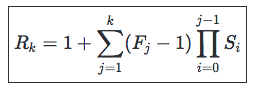 $R_k = 1 + \sum_{j=1}^{k} (F_j - 1) \prod_{i=0}^{j-1} S_i$